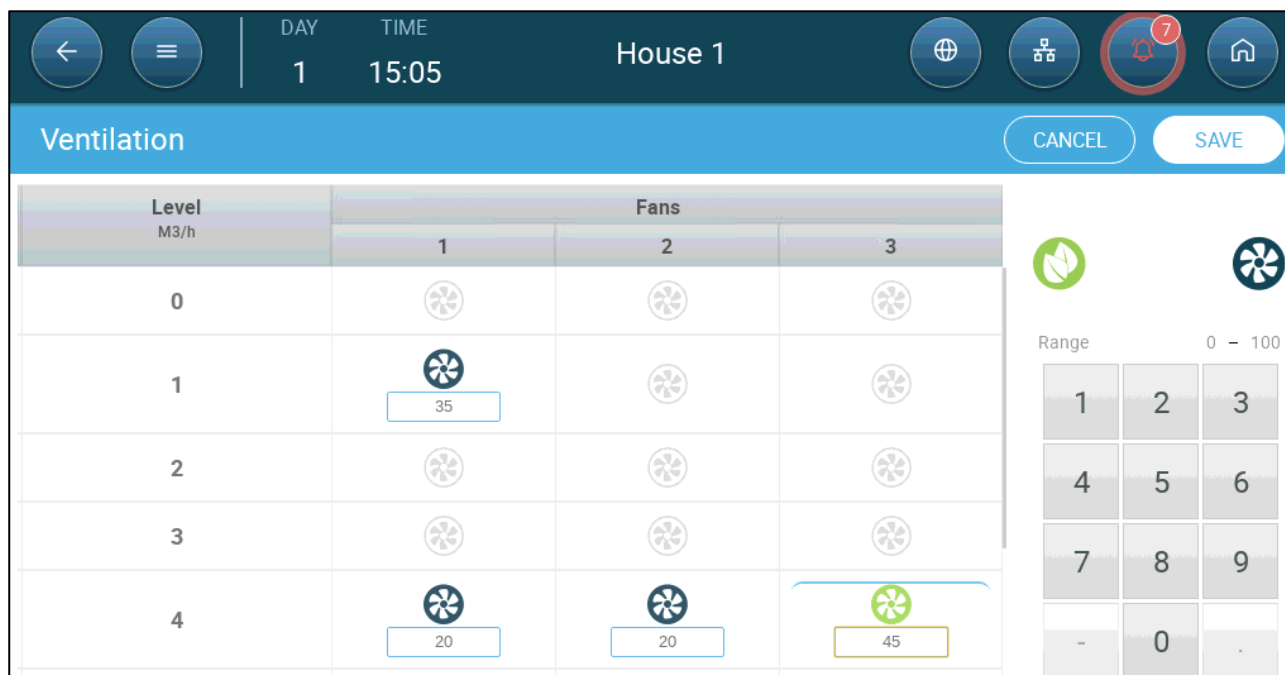 DAY TIME
1 15:05 House 1 7
Ventilation CANCEL SAVE
Level Fans
M3/h 1 2 3
0
Range 0 - 100
1 35
1 2 3
2
4 5 6
3
7 8 9
4 20 20 45
- 0 .